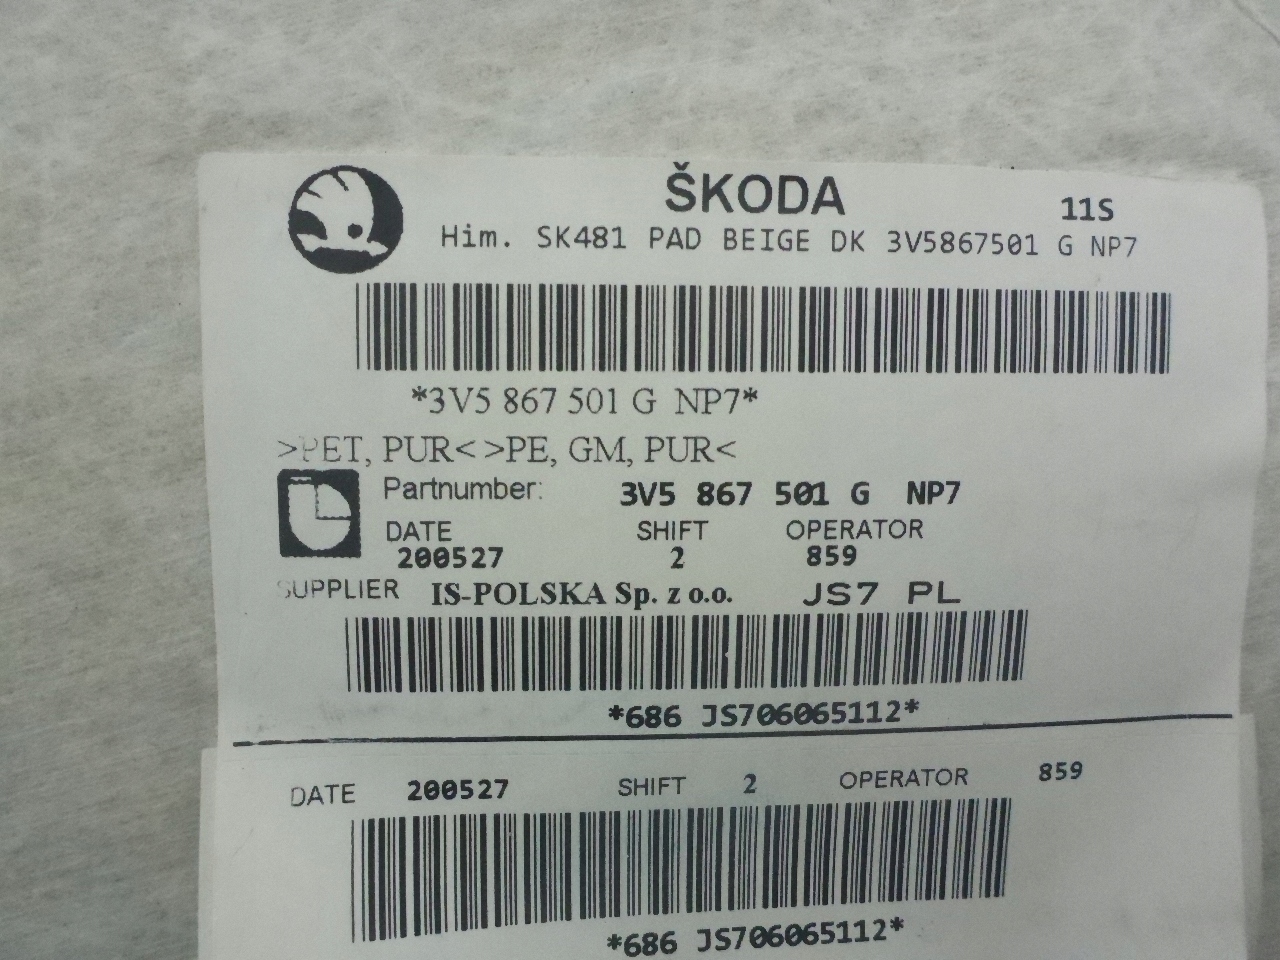 ŠKODA
11S
Him. SK481 PAD BEIGE DK 3V5867501 G NP7
*3V5 867 501 G NP7*
>PET, PUR< >PE, GM, PUR<
Partnumber: 3V5 867 501 G NP7
DATE SHIFT OPERATOR
200527 2 859
SUPPLIER IS-POLSKA Sp. z o.o. JS7 PL
*686 JS706065112*
DATE 200527 SHIFT 2 OPERATOR 859
*686 JS706065112*